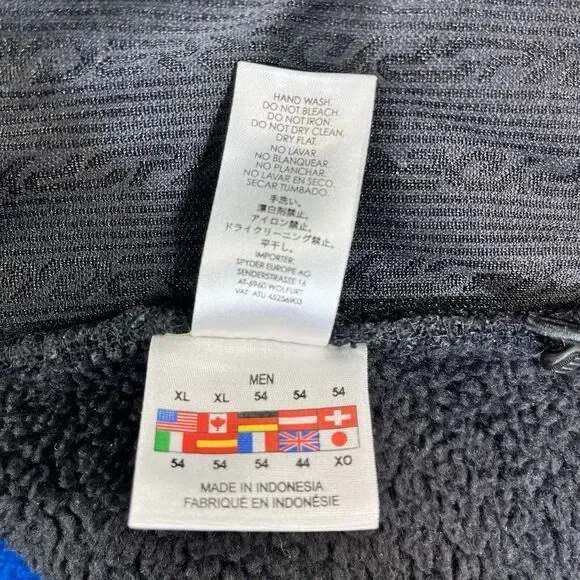 HAND WASH.
DO NOT BLEACH.
DO NOT IRON.
DO NOT DRY CLEAN.
DRY FLAT.
NO LAVAR.
NO BLANQUEAR.
NO PLANCHAR.
NO LAVAR EN SECO.
SECAR TUMBADO.
手洗い。
漂白剤禁止。
アイロン禁止。
ドライクリーニング禁止。
平干し。
IMPORTER:
SPYDER EUROPE AG
SENDERSTRASSE 16
AT-6960 WOLFURT
VAT: ATU 45256903
MEN
XL XL 54 54 54
54 54 54 44 XO
MADE IN INDONESIA
FABRIQUÉ EN INDONÉSIE